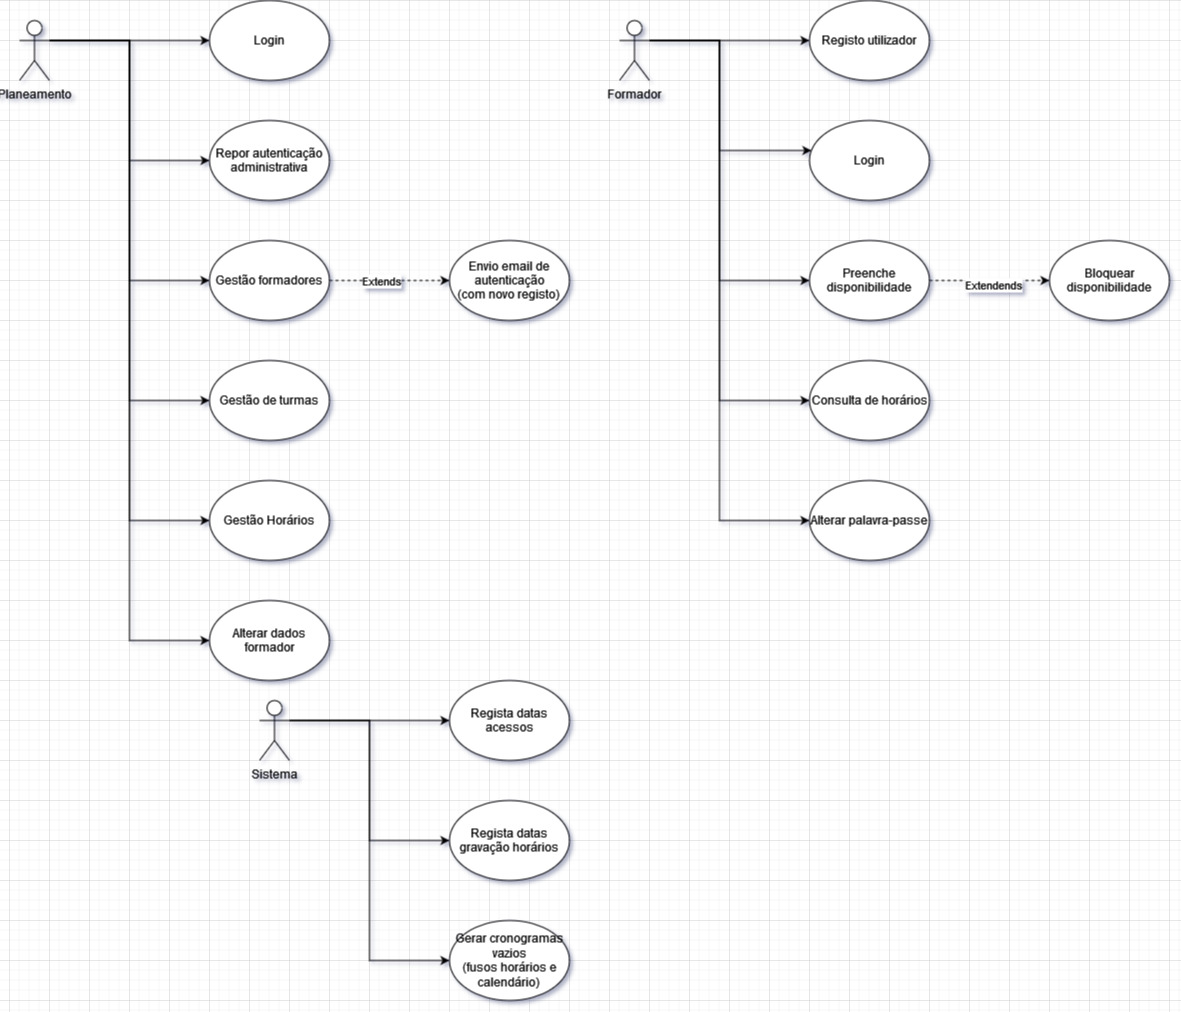 Planeamento
Login
Repor autenticação
administrativa
Gestão formadores
Extends
Envio email de
autenticação
(com novo registo)
Gestão de turmas
Gestão Horários
Alterar dados
formador
Formador
Registo utilizador
Login
Preenche
disponibilidade
Extendends
Bloquear
disponibilidade
Consulta de horários
Alterar palavra-passe
Sistema
Regista datas
acessos
Regista datas
gravação horários
Gerar cronogramas
vazios
(fusos horários e
calendário)